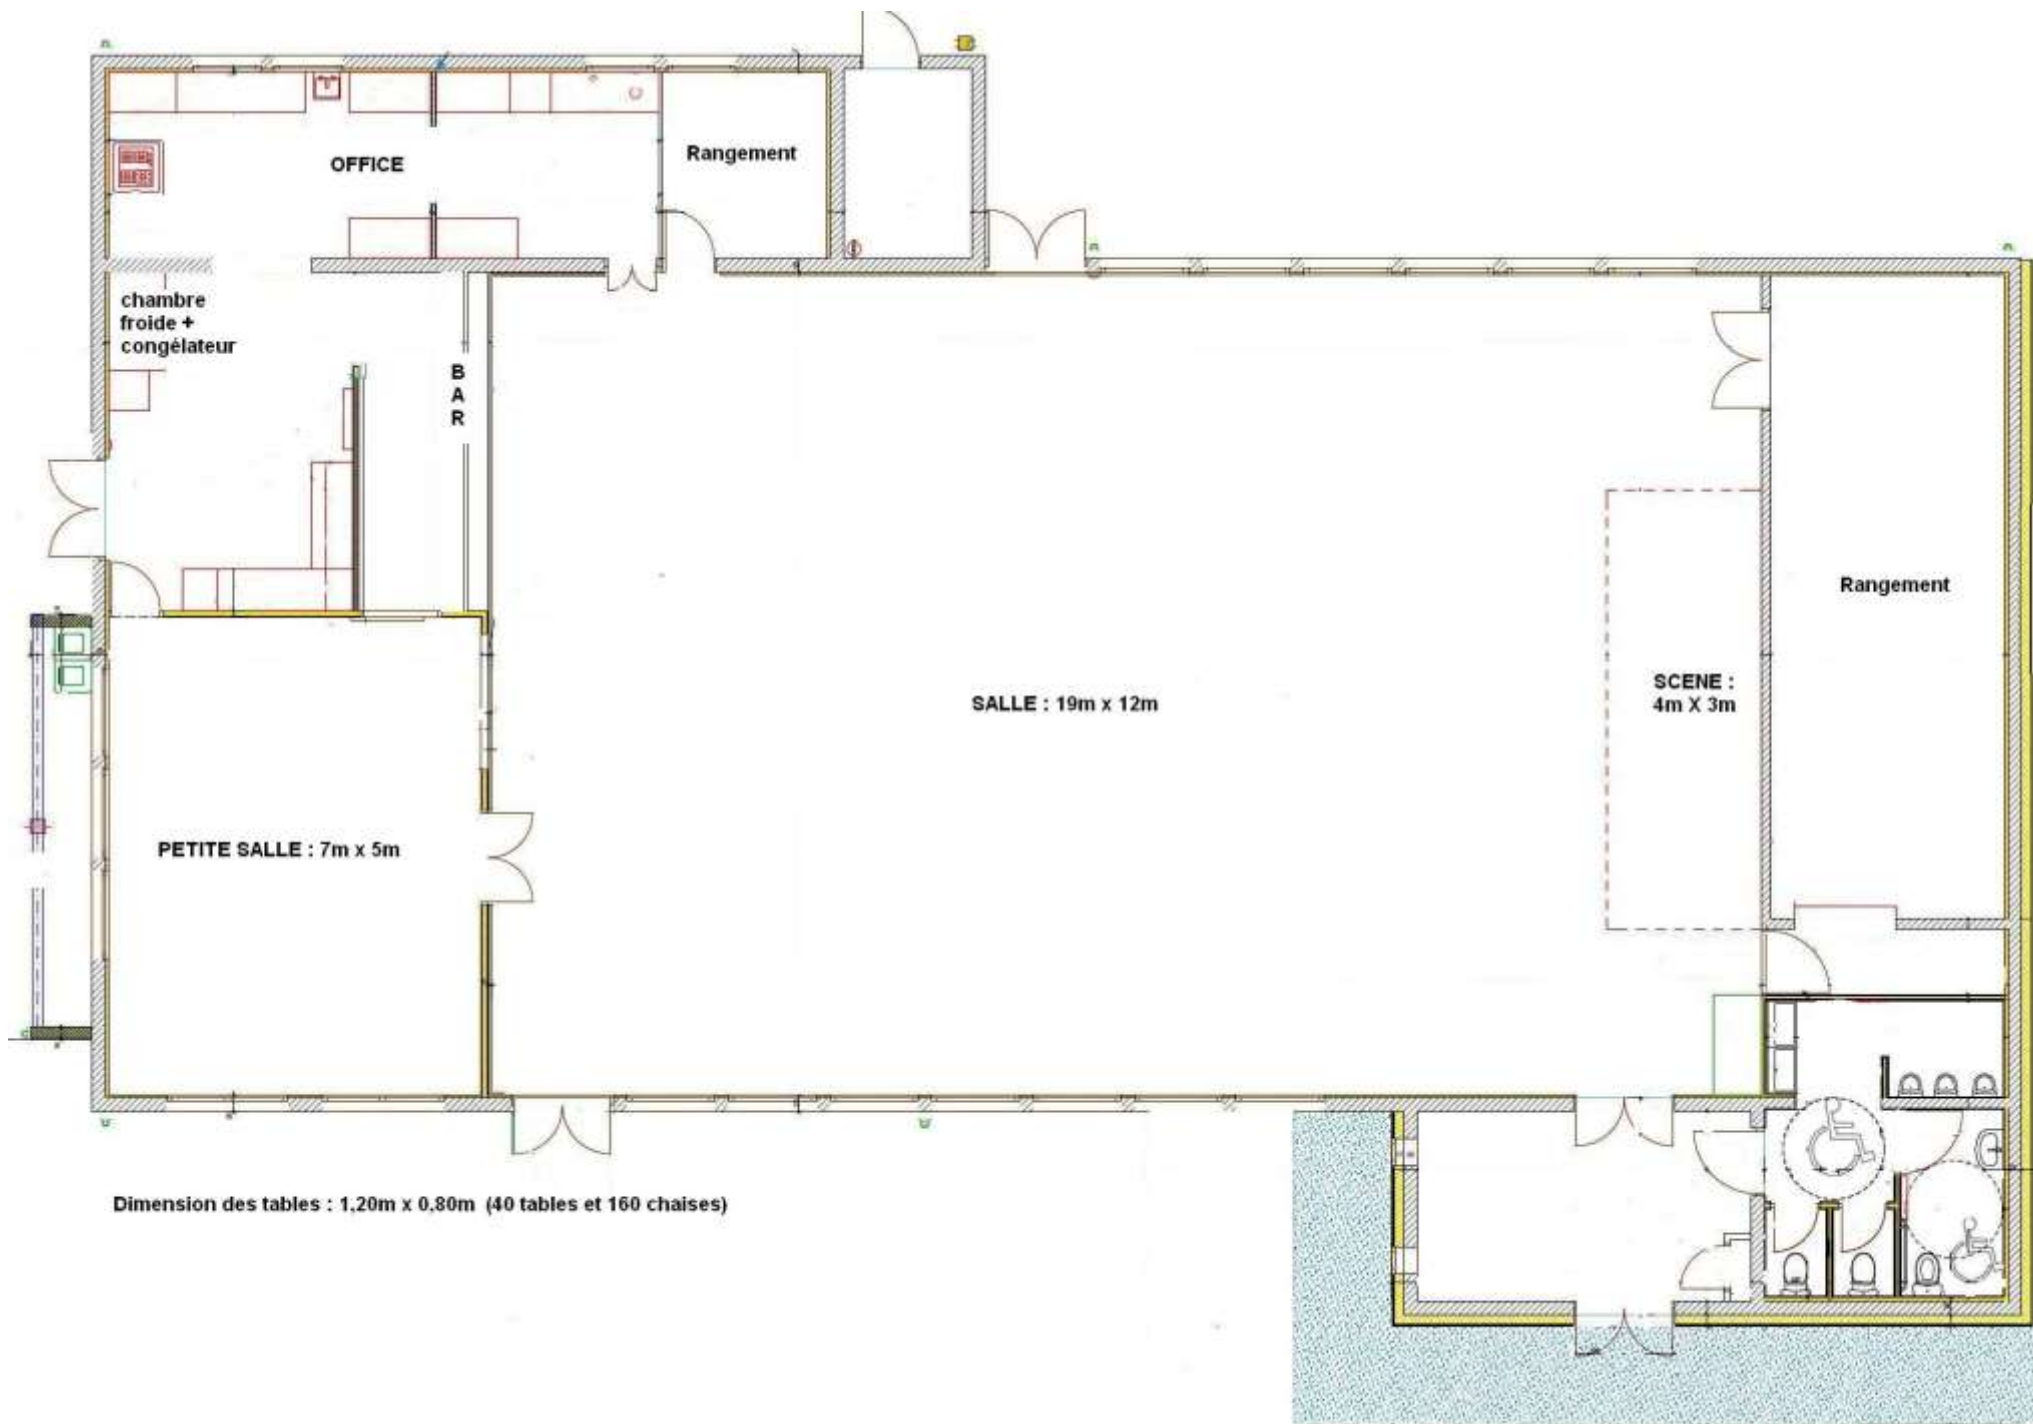 OFFICE
Rangement
chambre
froide +
congélateur
B
A
R
Rangement
SALLE : 19m x 12m
SCENE :
4m X 3m
PETITE SALLE : 7m x 5m
Dimension des tables : 1,20m x 0.80m (40 tables et 160 chaises)